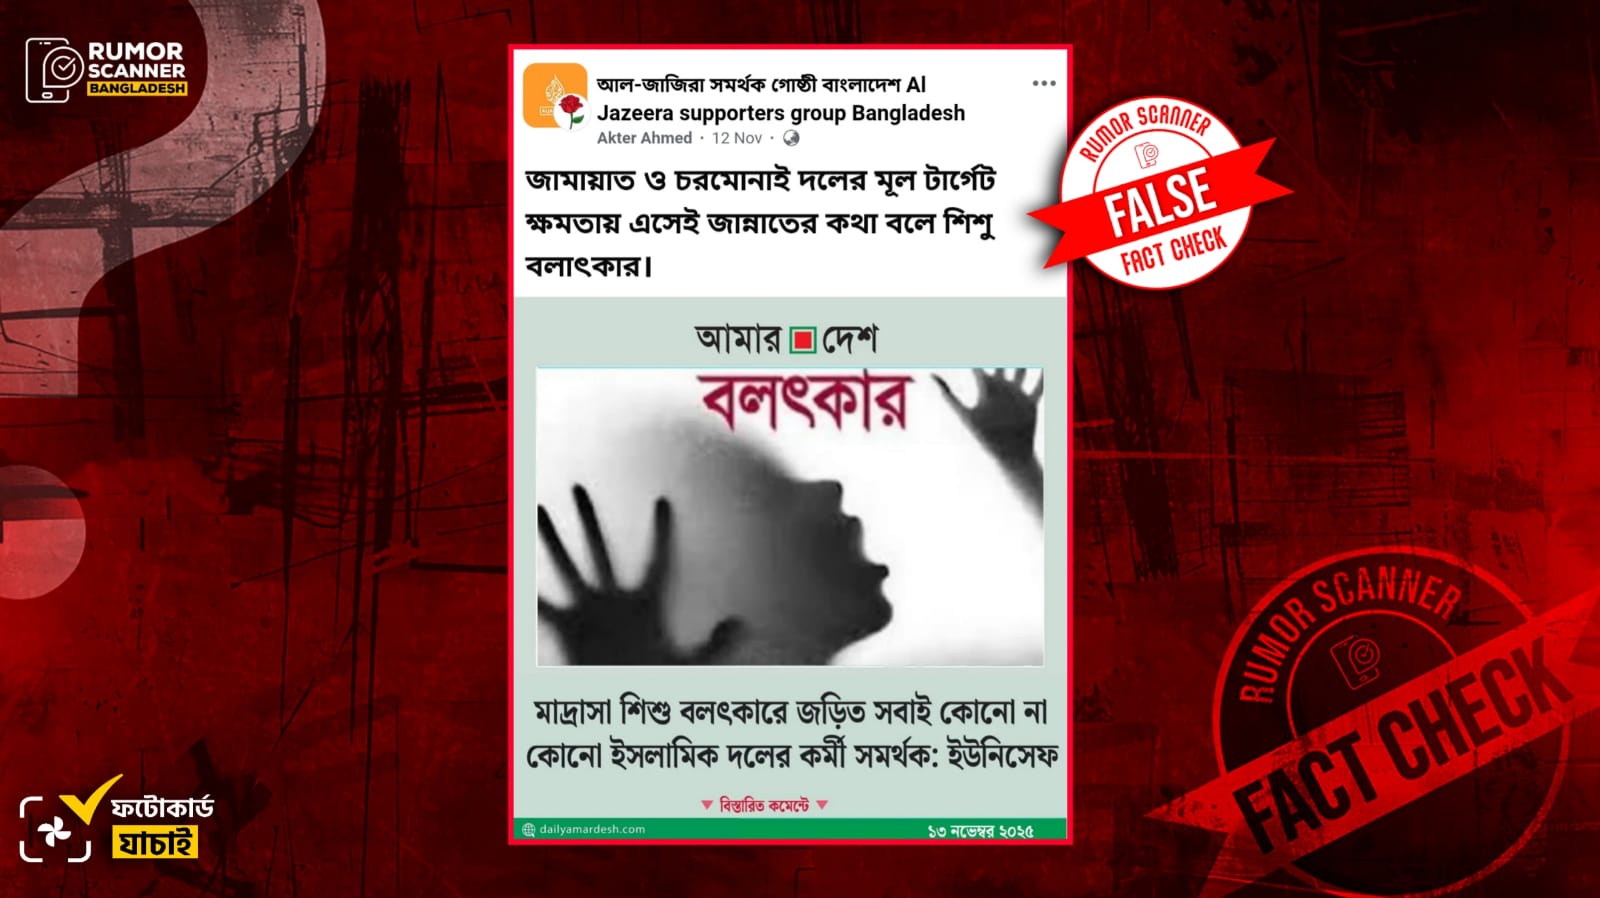 RUMOR
SCANNER
BANGLADESH
আল-জাজিরা সমর্থক গোষ্ঠী বাংলাদেশ Al
Jazeera supporters group Bangladesh
Akter Ahmed · 12 Nov ·
জামায়াত ও চরমোনাই দলের মূল টার্গেট
ক্ষমতায় এসেই জান্নাতের কথা বলে শিশু
বলাৎকার।
RUMOR SCANNER
FALSE
FACT CHECK
আমার দেশ
বলৎকার
মাদ্রাসা শিশু বলৎকারে জড়িত সবাই কোনো না
কোনো ইসলামিক দলের কর্মী সমর্থক: ইউনিসেফ
বিস্তারিত কমেন্টে
dailyamardesh.com
১৩ নভেম্বর ২০২৫
ফটোকার্ড
যাচাই
RUMOR SCANNER
FACT CHECK
RUMOR SCANNER